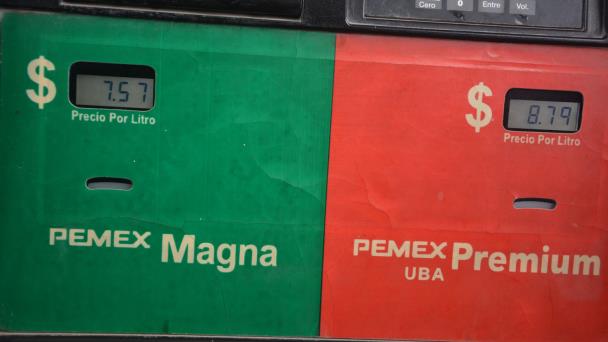 Cero 0 Entre Vol.
$ 7.57
Precio Por Litro
PEMEX Magna
$ 8.79
Precio Por Litro
PEMEX Premium
UBA